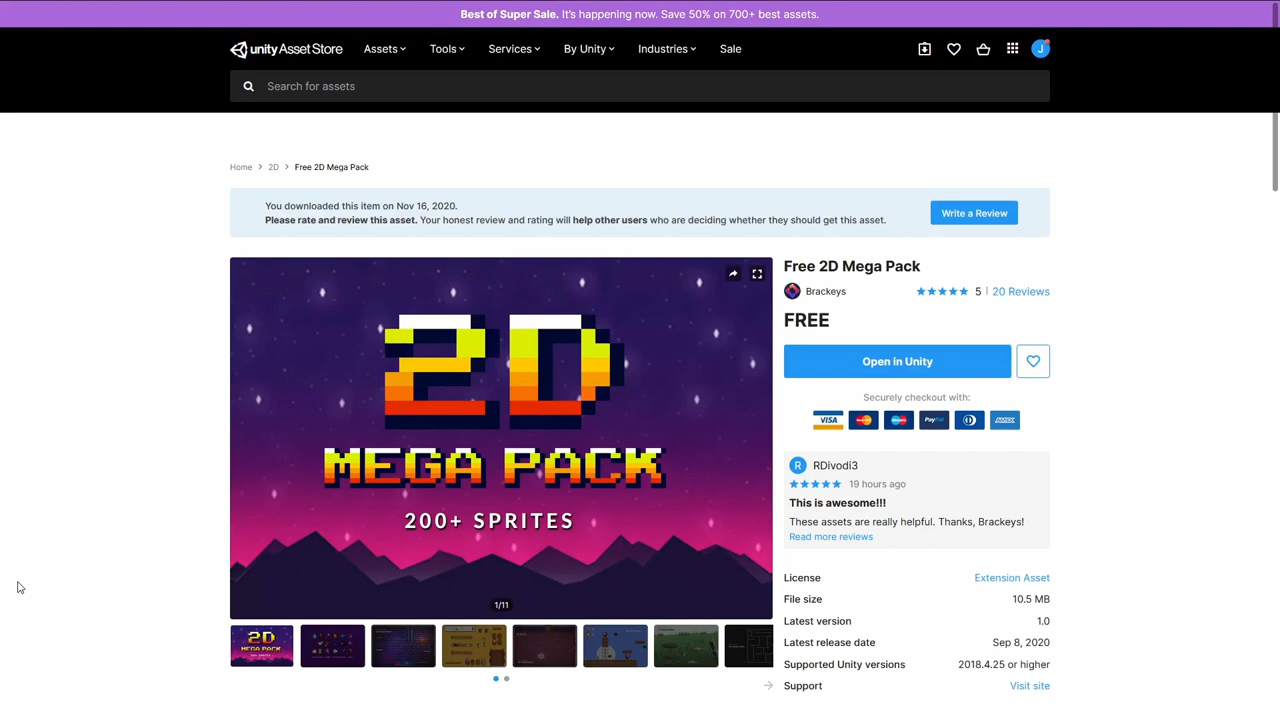 Best of Super Sale. It's happening now. Save 50% on 700+ best assets.
unity Asset Store
Assets
Tools
Services
By Unity
Industries
Sale
J
Search for assets
Home > 2D > Free 2D Mega Pack
You downloaded this item on Nov 16, 2020.
Please rate and review this asset. Your honest review and rating will help other users who are deciding whether they should get this asset.
Write a Review
2D
MEGA PACK
200+ SPRITES
1/11
2D
MEGA PACK
Free 2D Mega Pack
Brackeys
5 | 20 Reviews
FREE
Open in Unity
Securely checkout with:
VISA
PayPal
AMEX
R
RDivodi3
19 hours ago
This is awesome!!!
These assets are really helpful. Thanks, Brackeys!
Read more reviews
License Extension Asset
File size 10.5 MB
Latest version 1.0
Latest release date Sep 8, 2020
Supported Unity versions 2018.4.25 or higher
Support Visit site